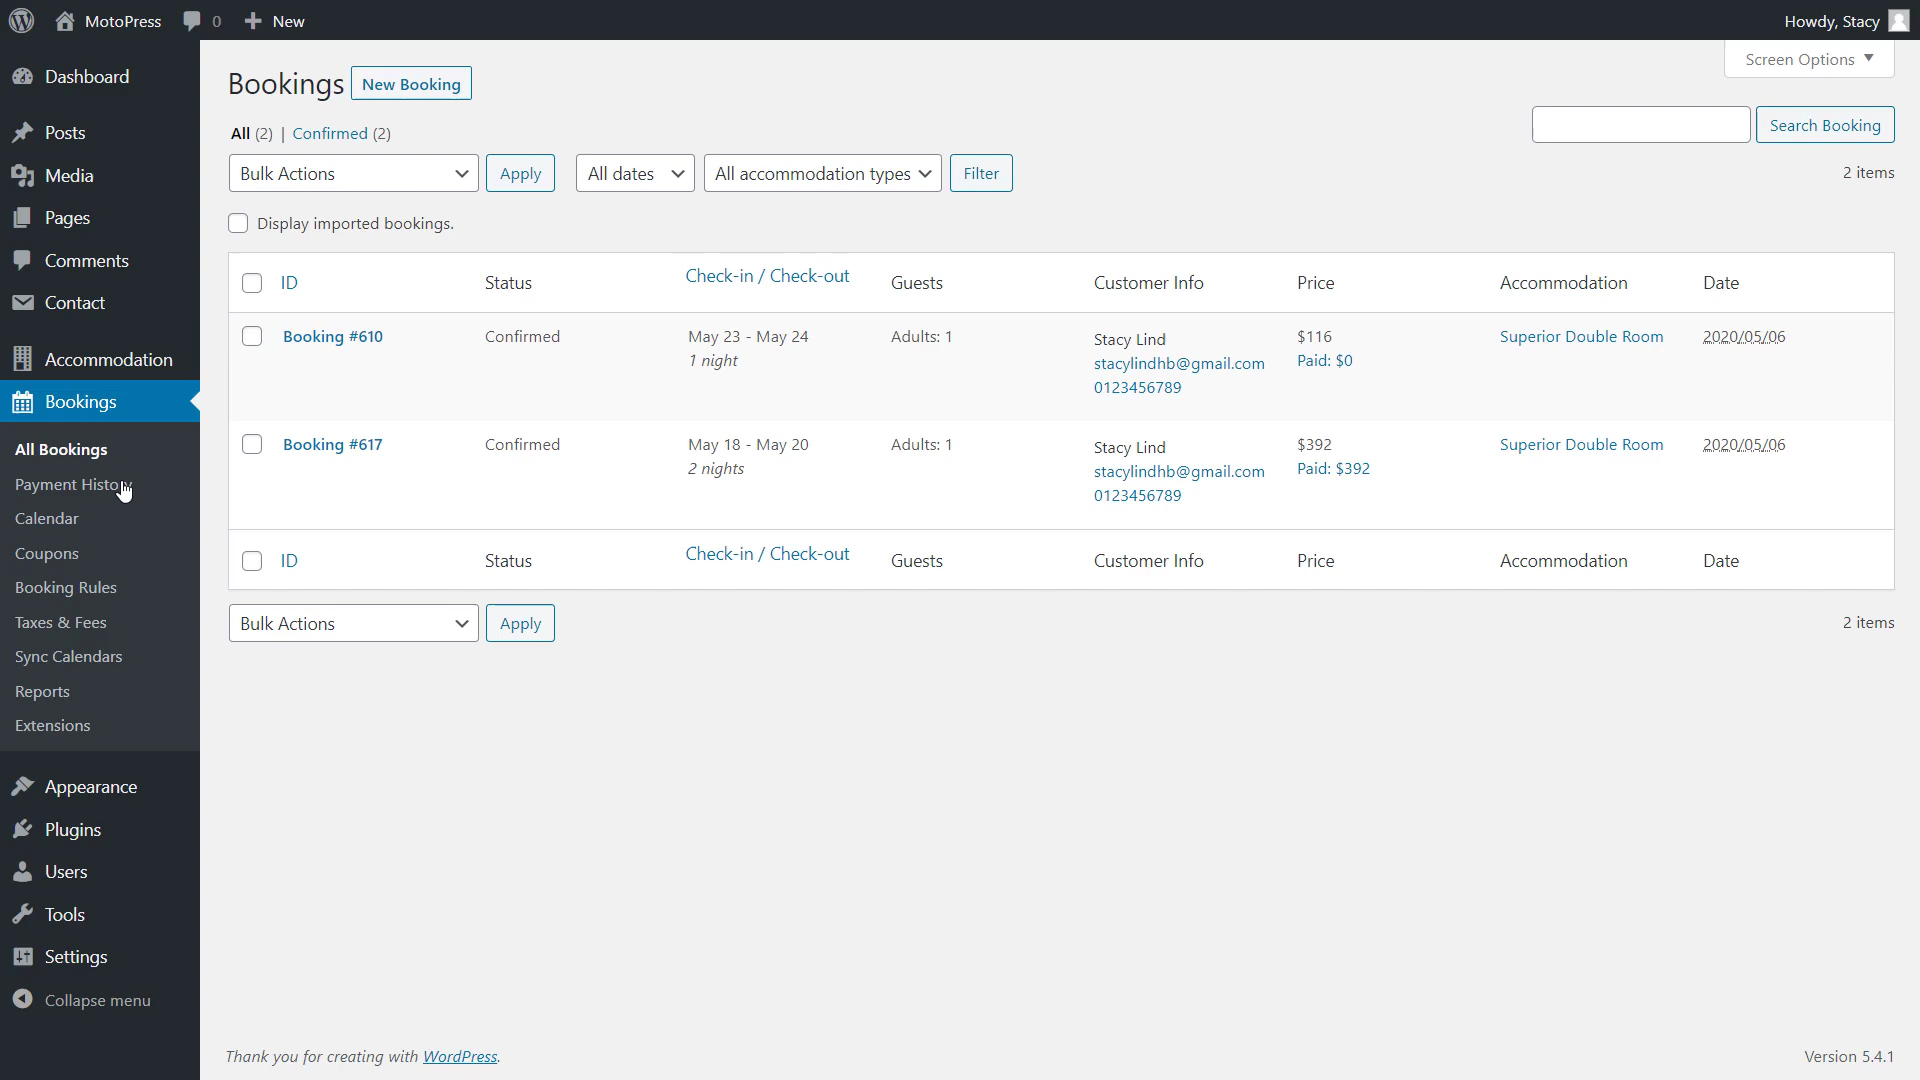 MotoPress 0 New Howdy, Stacy
Dashboard
Posts
Media
Pages
Comments
Contact
Accommodation
Bookings
All Bookings
Payment History
Calendar
Coupons
Booking Rules
Taxes & Fees
Sync Calendars
Reports
Extensions
Appearance
Plugins
Users
Tools
Settings
Collapse menu
Screen Options
Bookings New Booking
All (2) | Confirmed (2)
Search Booking
Bulk Actions Apply All dates All accommodation types Filter 2 items
Display imported bookings.
ID Status Check-in / Check-out Guests Customer Info Price Accommodation Date
Booking #610 Confirmed May 23 - May 24 Adults: 1 Stacy Lind $116 Superior Double Room 2020/05/06
1 night stacylindhb@gmail.com Paid: $0
0123456789
Booking #617 Confirmed May 18 - May 20 Adults: 1 Stacy Lind $392 Superior Double Room 2020/05/06
2 nights stacylindhb@gmail.com Paid: $392
0123456789
ID Status Check-in / Check-out Guests Customer Info Price Accommodation Date
Bulk Actions Apply 2 items
Thank you for creating with WordPress. Version 5.4.1